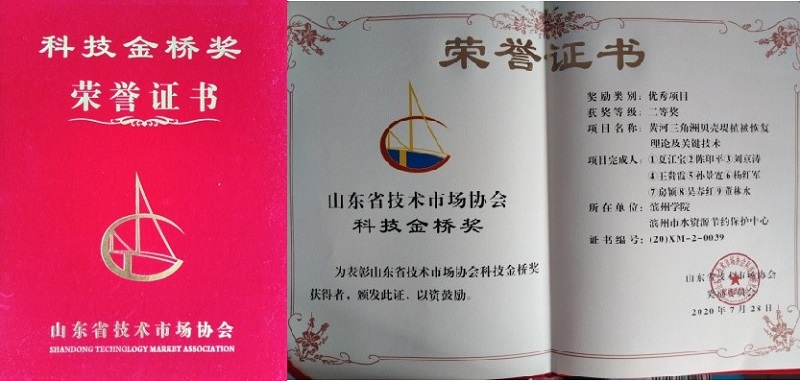 科技金桥奖
荣誉证书
山东省技术市场协会
SHANDONG TECHNOLOGY MARKET ASSOCIATION
荣誉证书
山东省技术市场协会
科技金桥奖
为表彰山东省技术市场协会科技金桥奖
获得者，颁发此证，以资鼓励。
奖励类别：优秀项目
获奖等级：二等奖
项目名称：黄河三角洲贝壳堤植被恢复
理论及关键技术
项目完成人：①夏江宝②陈印平③刘京涛
④王贵霞⑤孙景宽⑥杨红军
⑦房颖⑧吴春红⑨董林水
所在单位：滨州学院
滨州市水资源节约保护中心
证书编号：(20)XM-2-0039
山东省技术市场协会
奖励委员会
2020年7月28日